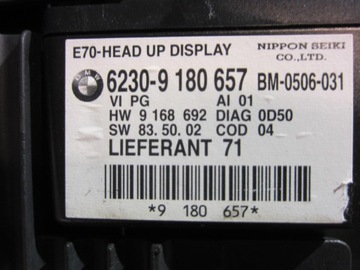 E70-HEAD UP DISPLAY
NIPPON SEIKI
CO.,LTD.
BMW
6230-9 180 657 BM-0506-031
VI PG AI 01
HW 9 168 692 DIAG 0D50
SW 83.50.02 COD 04
LIEFERANT 71
*9 180 657*